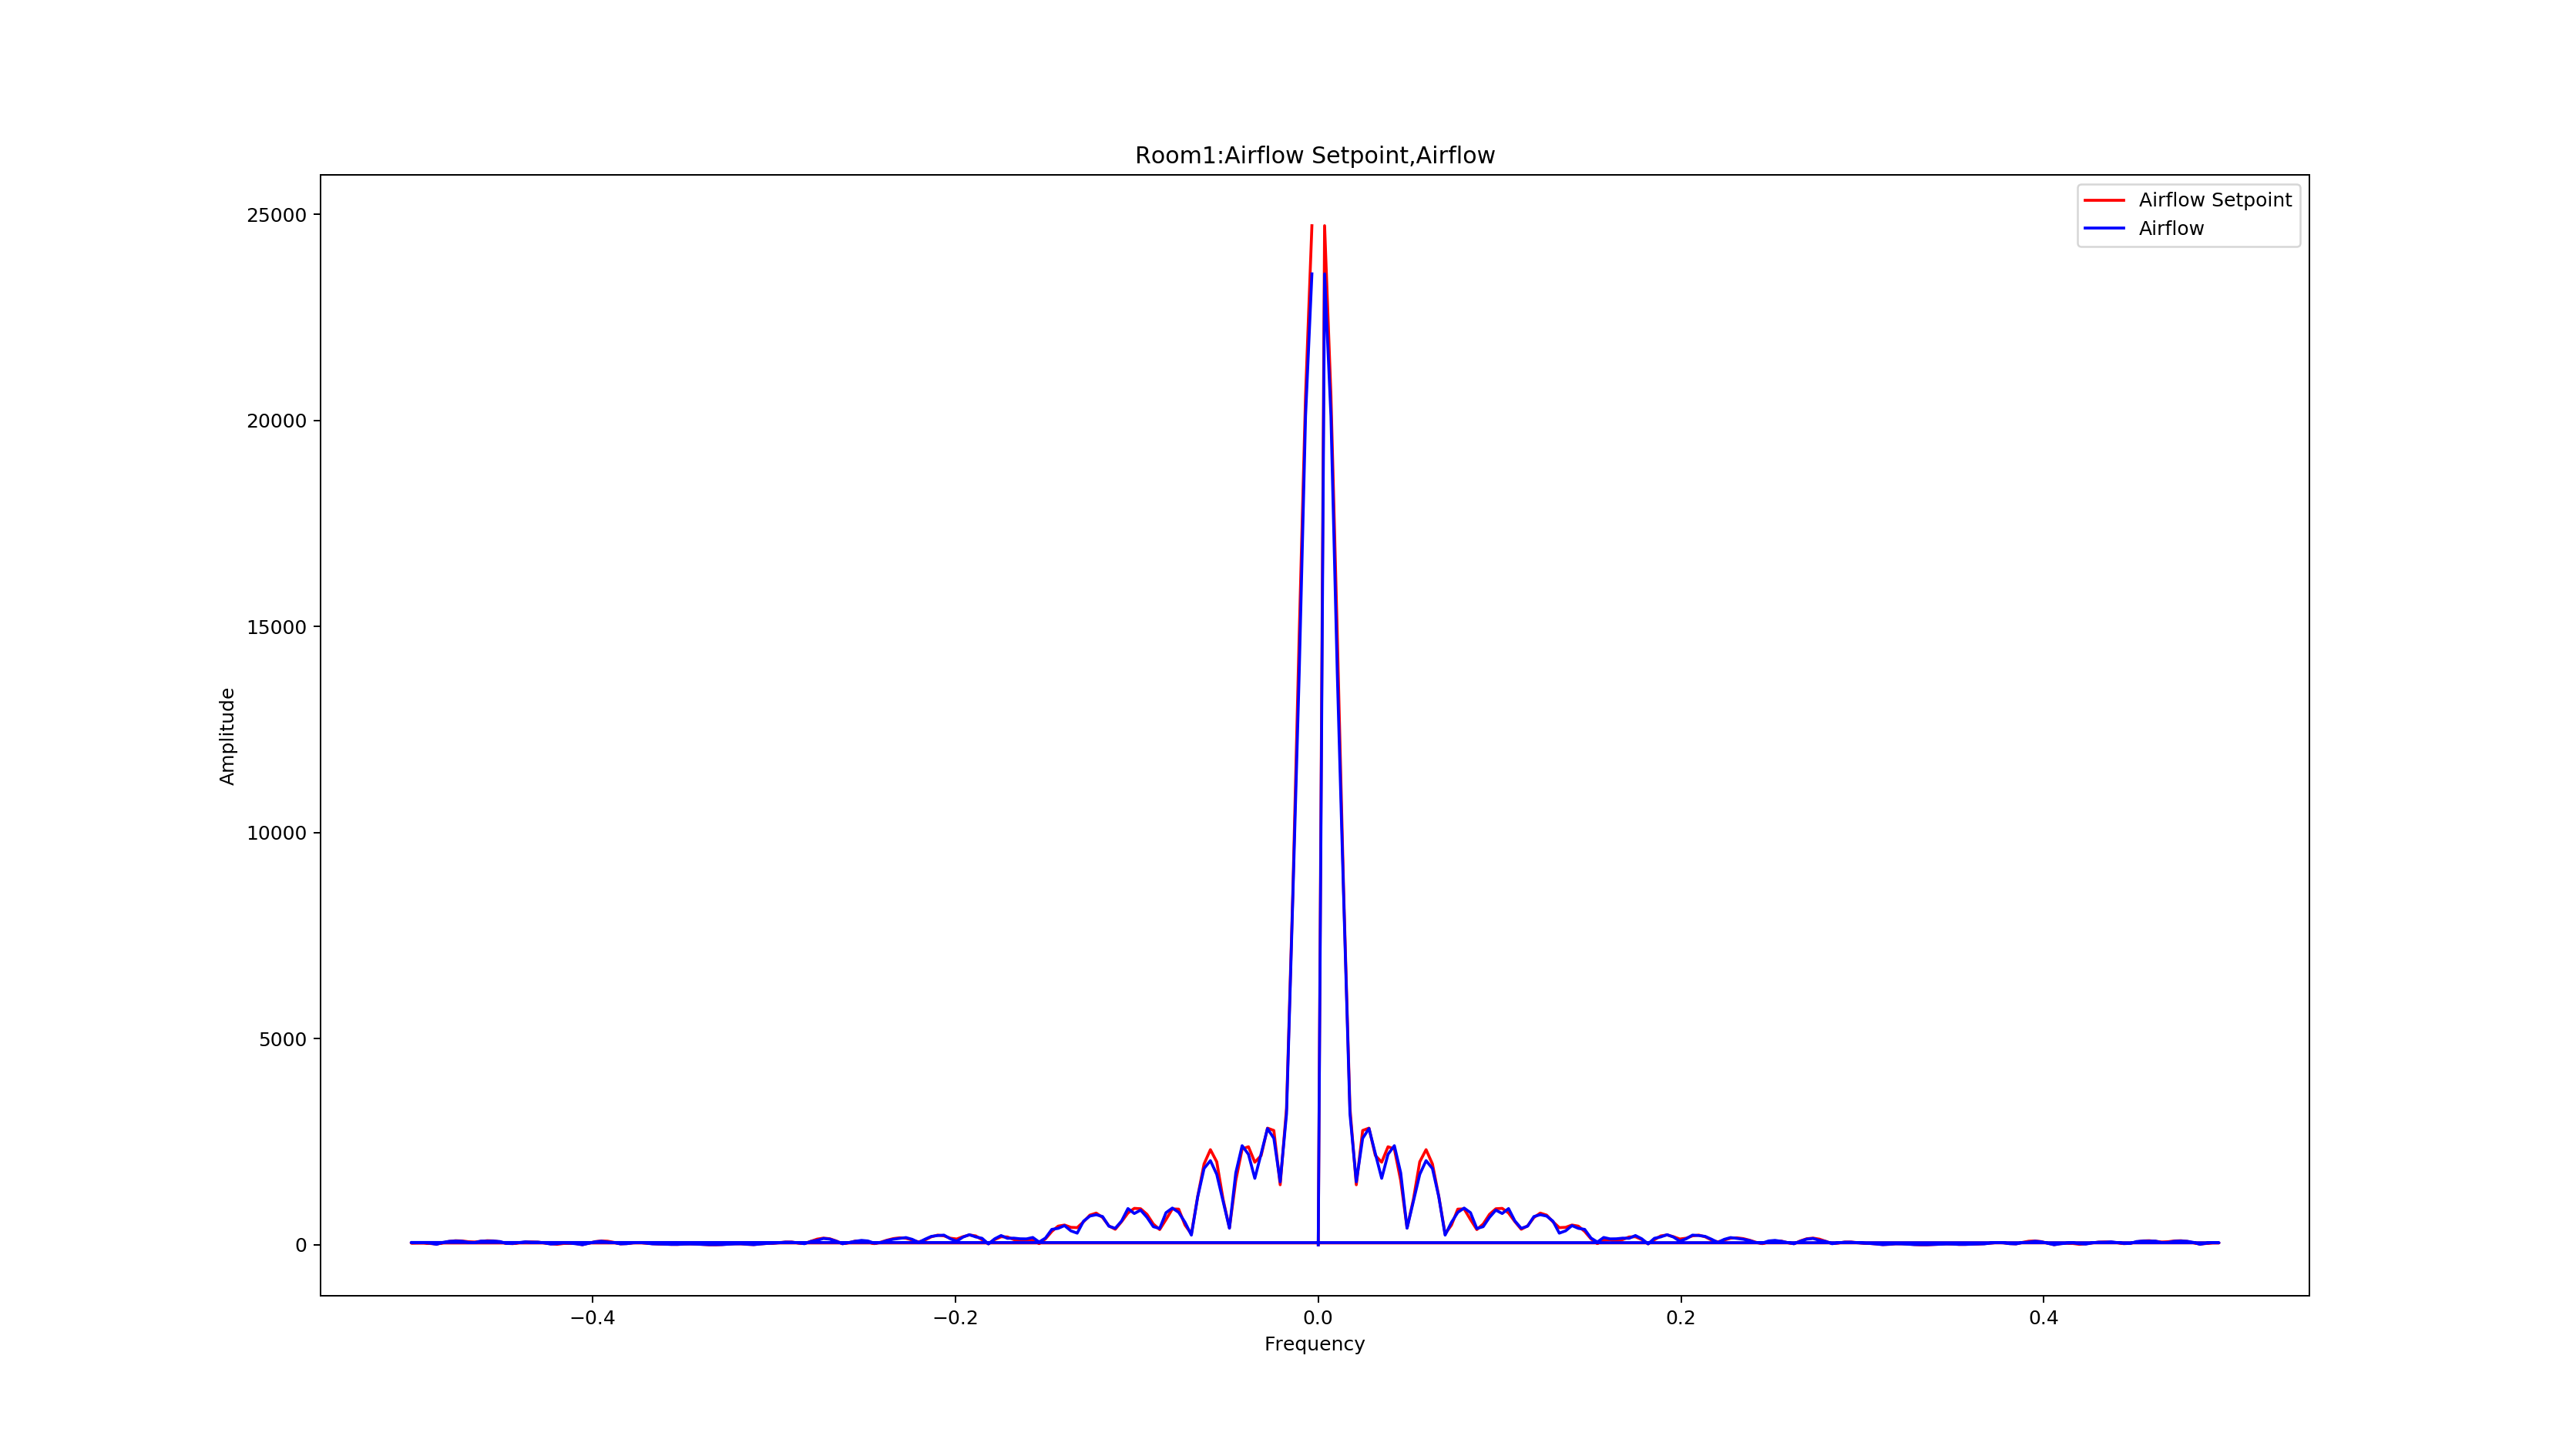 Room1:Airflow Setpoint,Airflow
Airflow Setpoint
Airflow
25000
20000
15000
10000
5000
0
Amplitude
−0.4 −0.2 0.0 0.2 0.4
Frequency